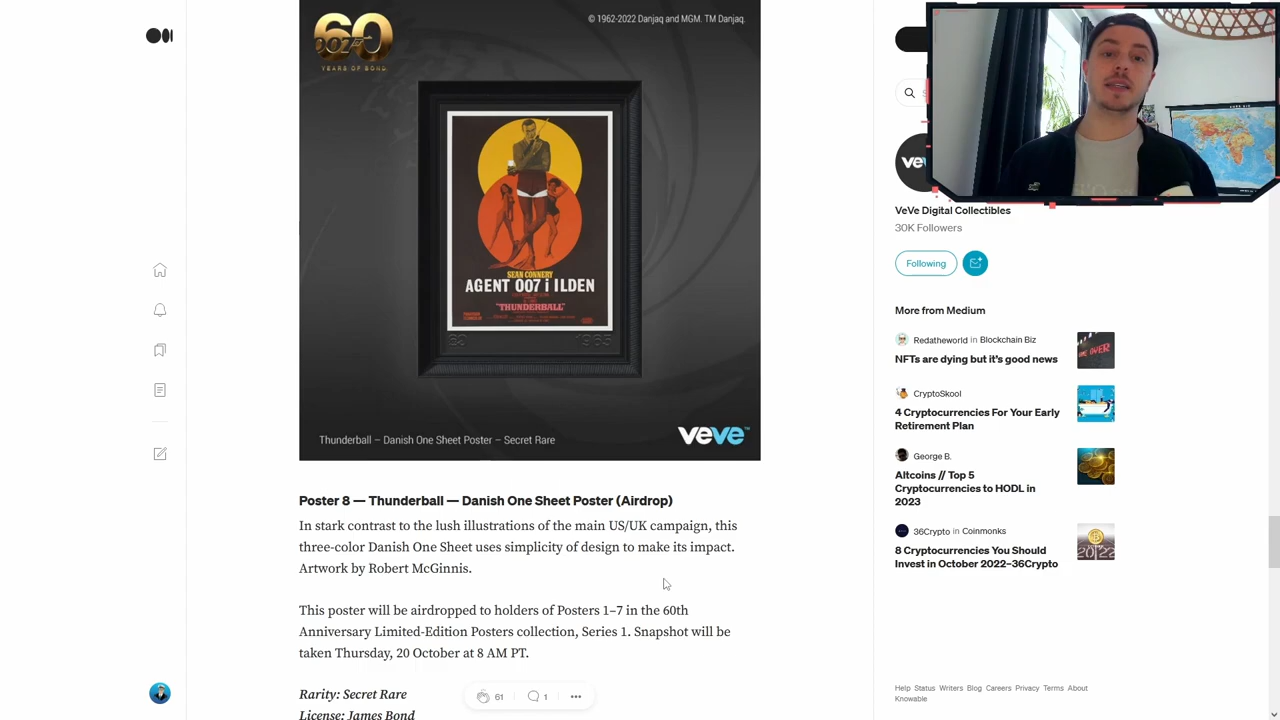 60
007
YEARS OF BOND
© 1962-2022 Danjaq and MGM. TM Danjaq.
SEAN CONNERY
AGENT 007 i ILDEN
"THUNDERBALL"
1965
Thunderball – Danish One Sheet Poster – Secret Rare
veve™
Poster 8 — Thunderball — Danish One Sheet Poster (Airdrop)
In stark contrast to the lush illustrations of the main US/UK campaign, this
three-color Danish One Sheet uses simplicity of design to make its impact.
Artwork by Robert McGinnis.
This poster will be airdropped to holders of Posters 1–7 in the 60th
Anniversary Limited-Edition Posters collection, Series 1. Snapshot will be
taken Thursday, 20 October at 8 AM PT.
Rarity: Secret Rare
License: James Bond
61
1
VeVe Digital Collectibles
30K Followers
Following
More from Medium
Redatheworld in Blockchain Biz
NFTs are dying but it's good news
CryptoSkool
4 Cryptocurrencies For Your Early
Retirement Plan
George B.
Altcoins // Top 5
Cryptocurrencies to HODL in
2023
36Crypto in Coinmonks
8 Cryptocurrencies You Should
Invest in October 2022–36Crypto
Help Status Writers Blog Careers Privacy Terms About
Knowable